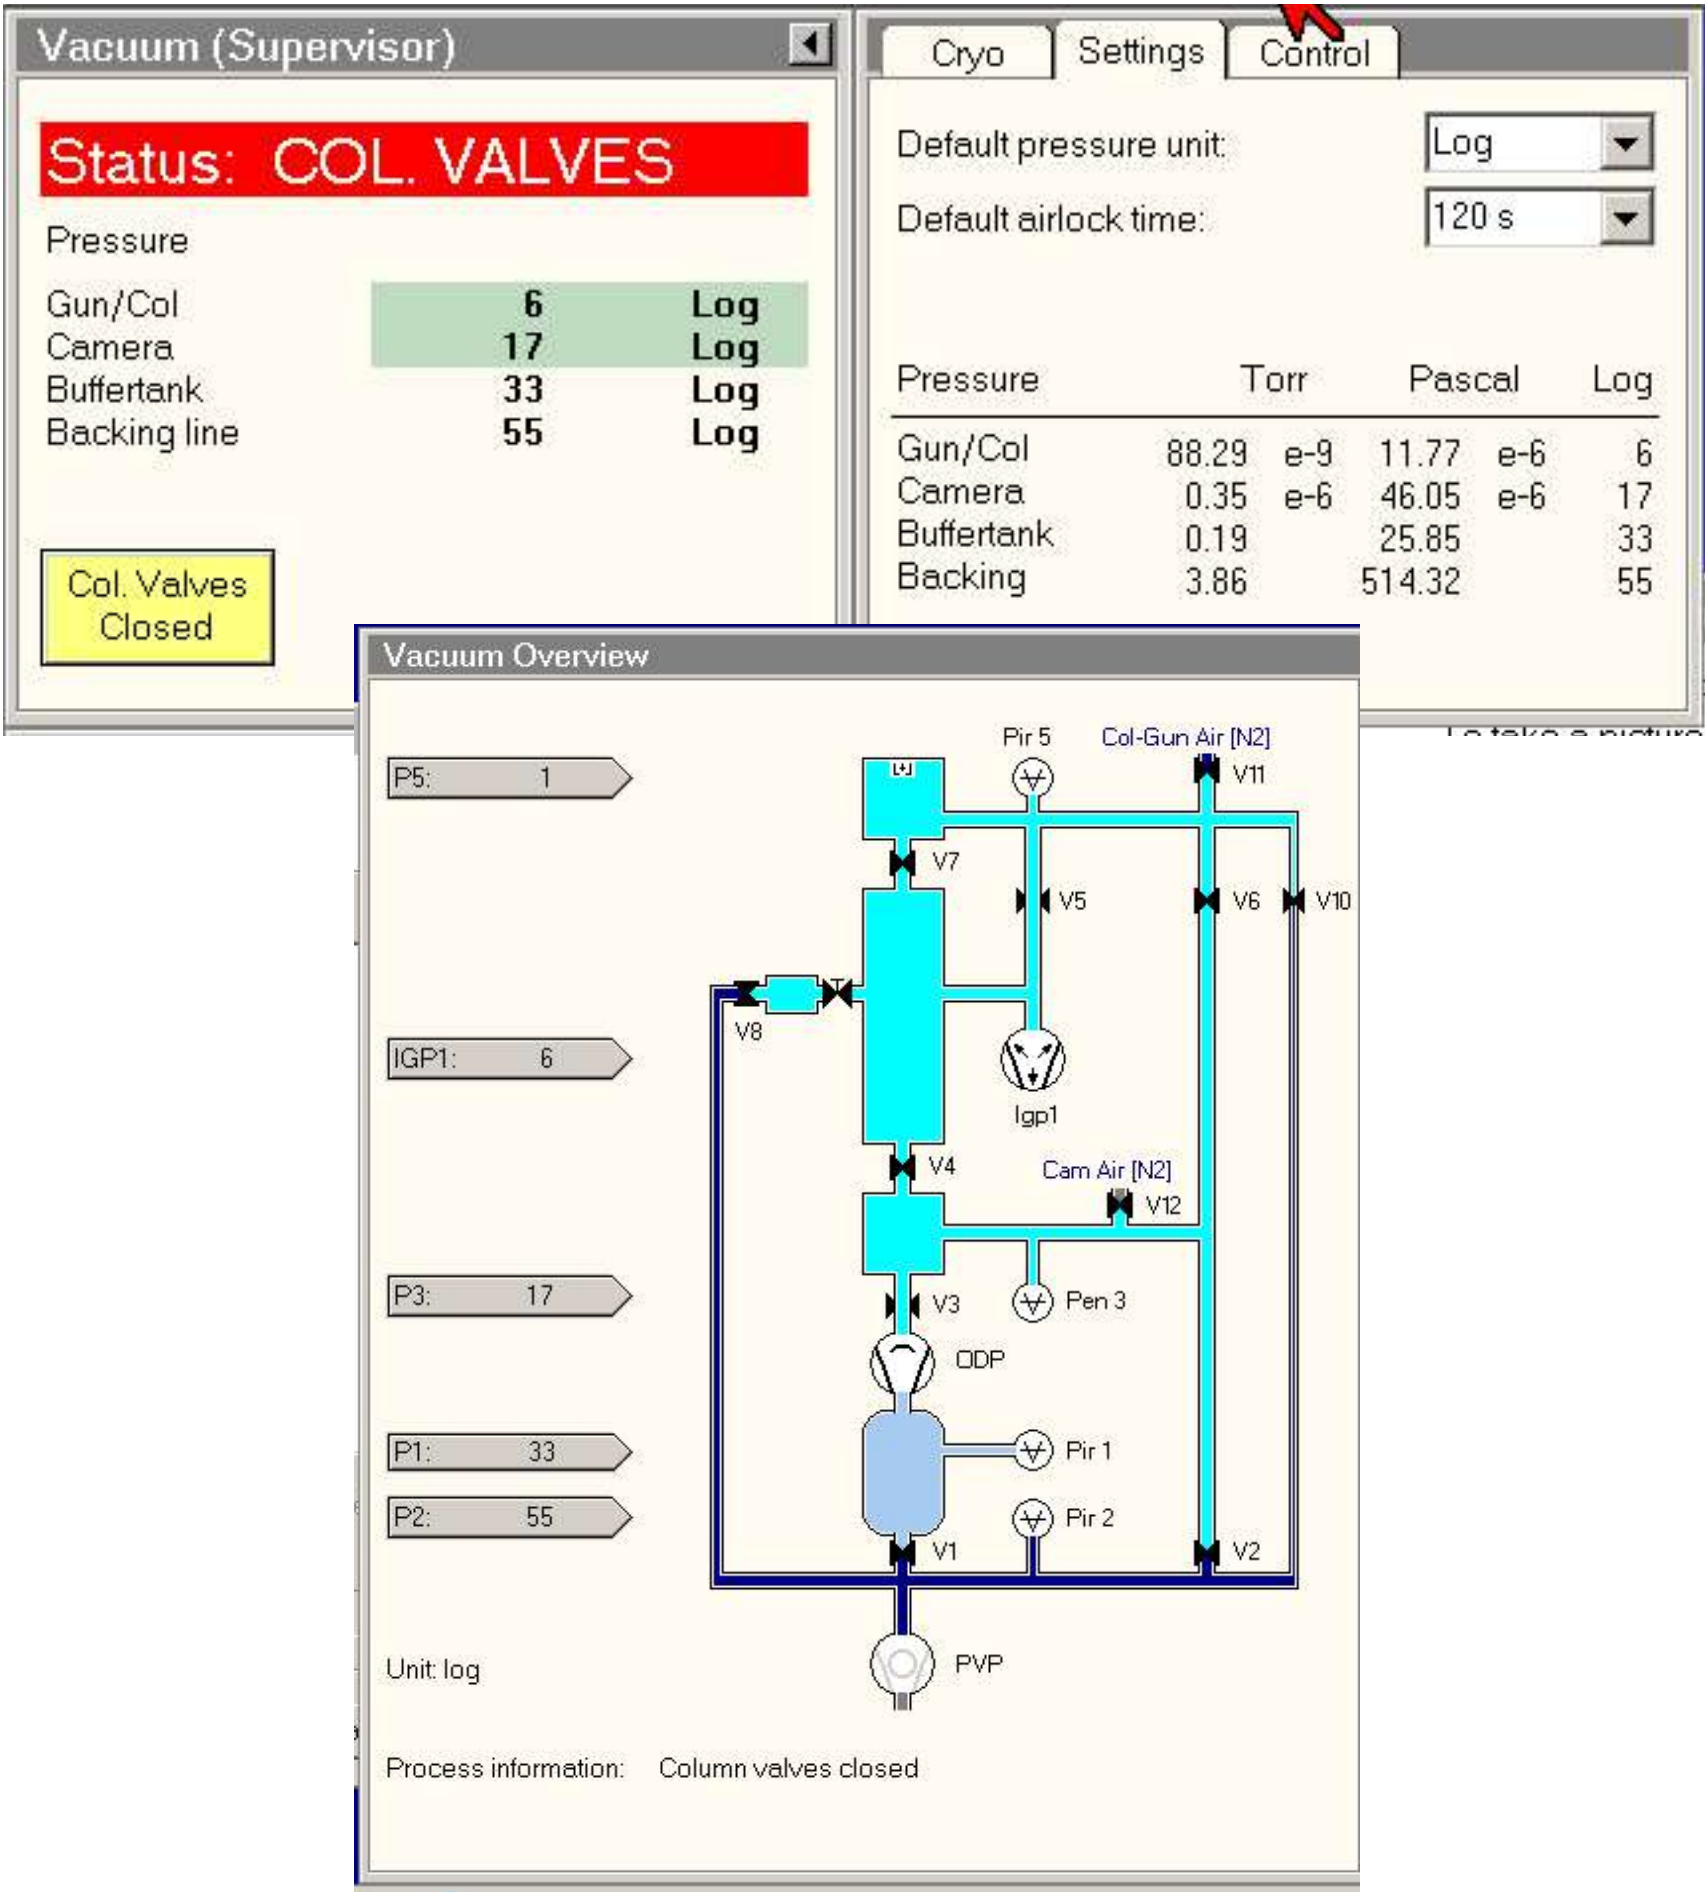 Vacuum (Supervisor)
Status: COL. VALVES
Pressure
Gun/Col 6 Log
Camera 17 Log
Buffertank 33 Log
Backing line 55 Log
Col. Valves
Closed
Cryo Settings Control
Default pressure unit: Log
Default airlock time: 120 s
Pressure Torr Pascal Log
Gun/Col 88.29 e-9 11.77 e-6 6
Camera 0.35 e-6 46.05 e-6 17
Buffertank 0.19 25.85 33
Backing 3.86 514.32 55
Vacuum Overview
Pir 5 Col-Gun Air [N2]
P5: 1
V11
V7
V5 V6 V10
V8
IGP1: 6
Igp1
V4
Cam Air [N2]
V12
P3: 17
V3 Pen 3
ODP
P1: 33
Pir 1
P2: 55
Pir 2
V1 V2
PVP
Unit: log
Process information: Column valves closed